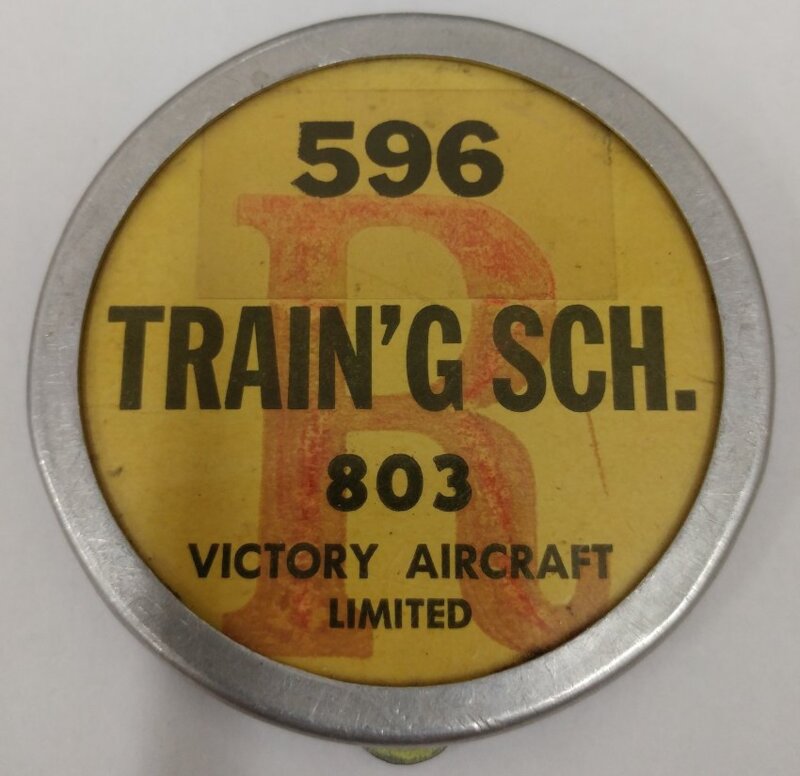 596
R
TRAIN'G SCH.
803
VICTORY AIRCRAFT
LIMITED